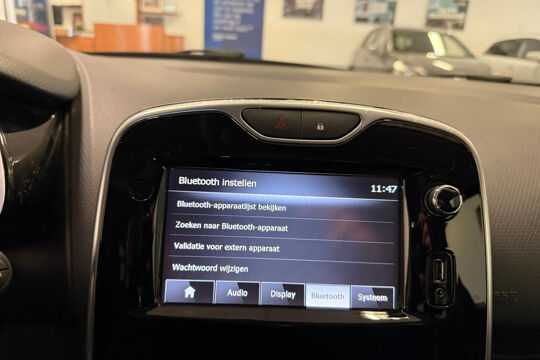 Bluetooth instellen
11:47
Bluetooth-apparaatlijst bekijken
Zoeken naar Bluetooth-apparaat
Validatie voor extern apparaat
Wachtwoord wijzigen
Audio Display Bluetooth Systeem